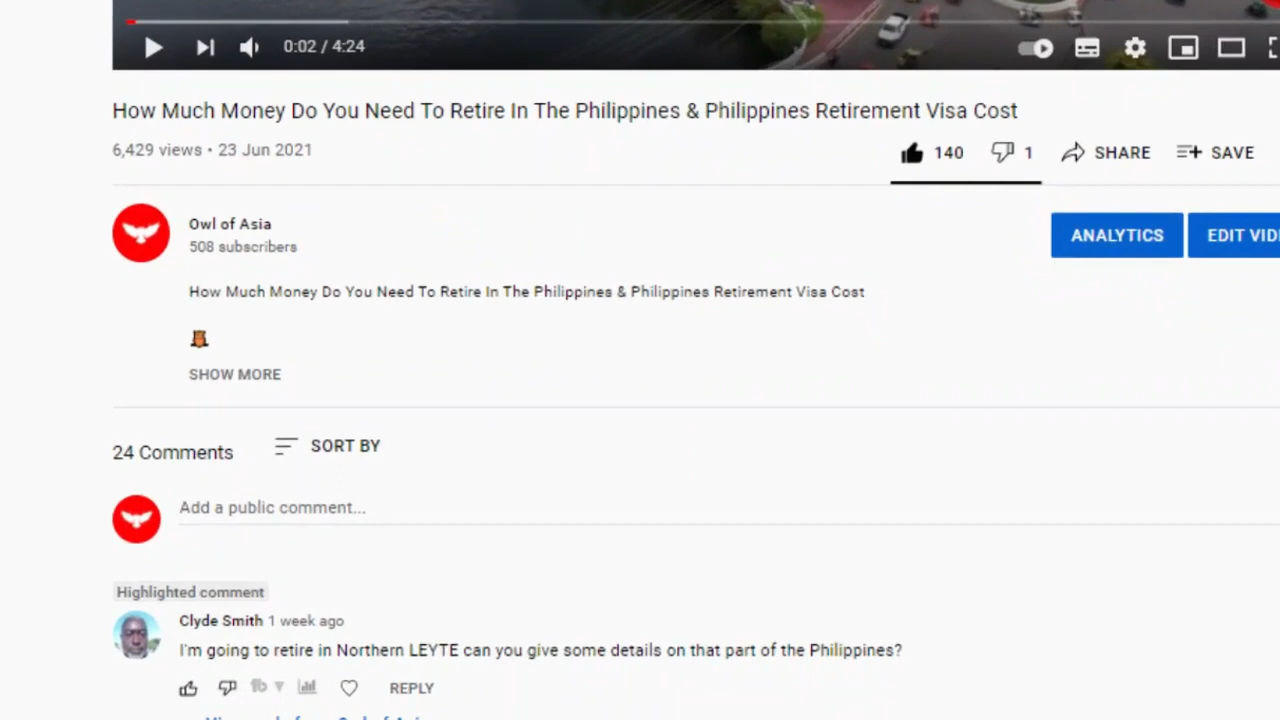 0:02 / 4:24
How Much Money Do You Need To Retire In The Philippines & Philippines Retirement Visa Cost
6,429 views • 23 Jun 2021
140 1 SHARE SAVE
Owl of Asia
508 subscribers
ANALYTICS EDIT
How Much Money Do You Need To Retire In The Philippines & Philippines Retirement Visa Cost
SHOW MORE
24 Comments SORT BY
Add a public comment...
Highlighted comment
Clyde Smith 1 week ago
I'm going to retire in Northern LEYTE can you give some details on that part of the Philippines?
REPLY